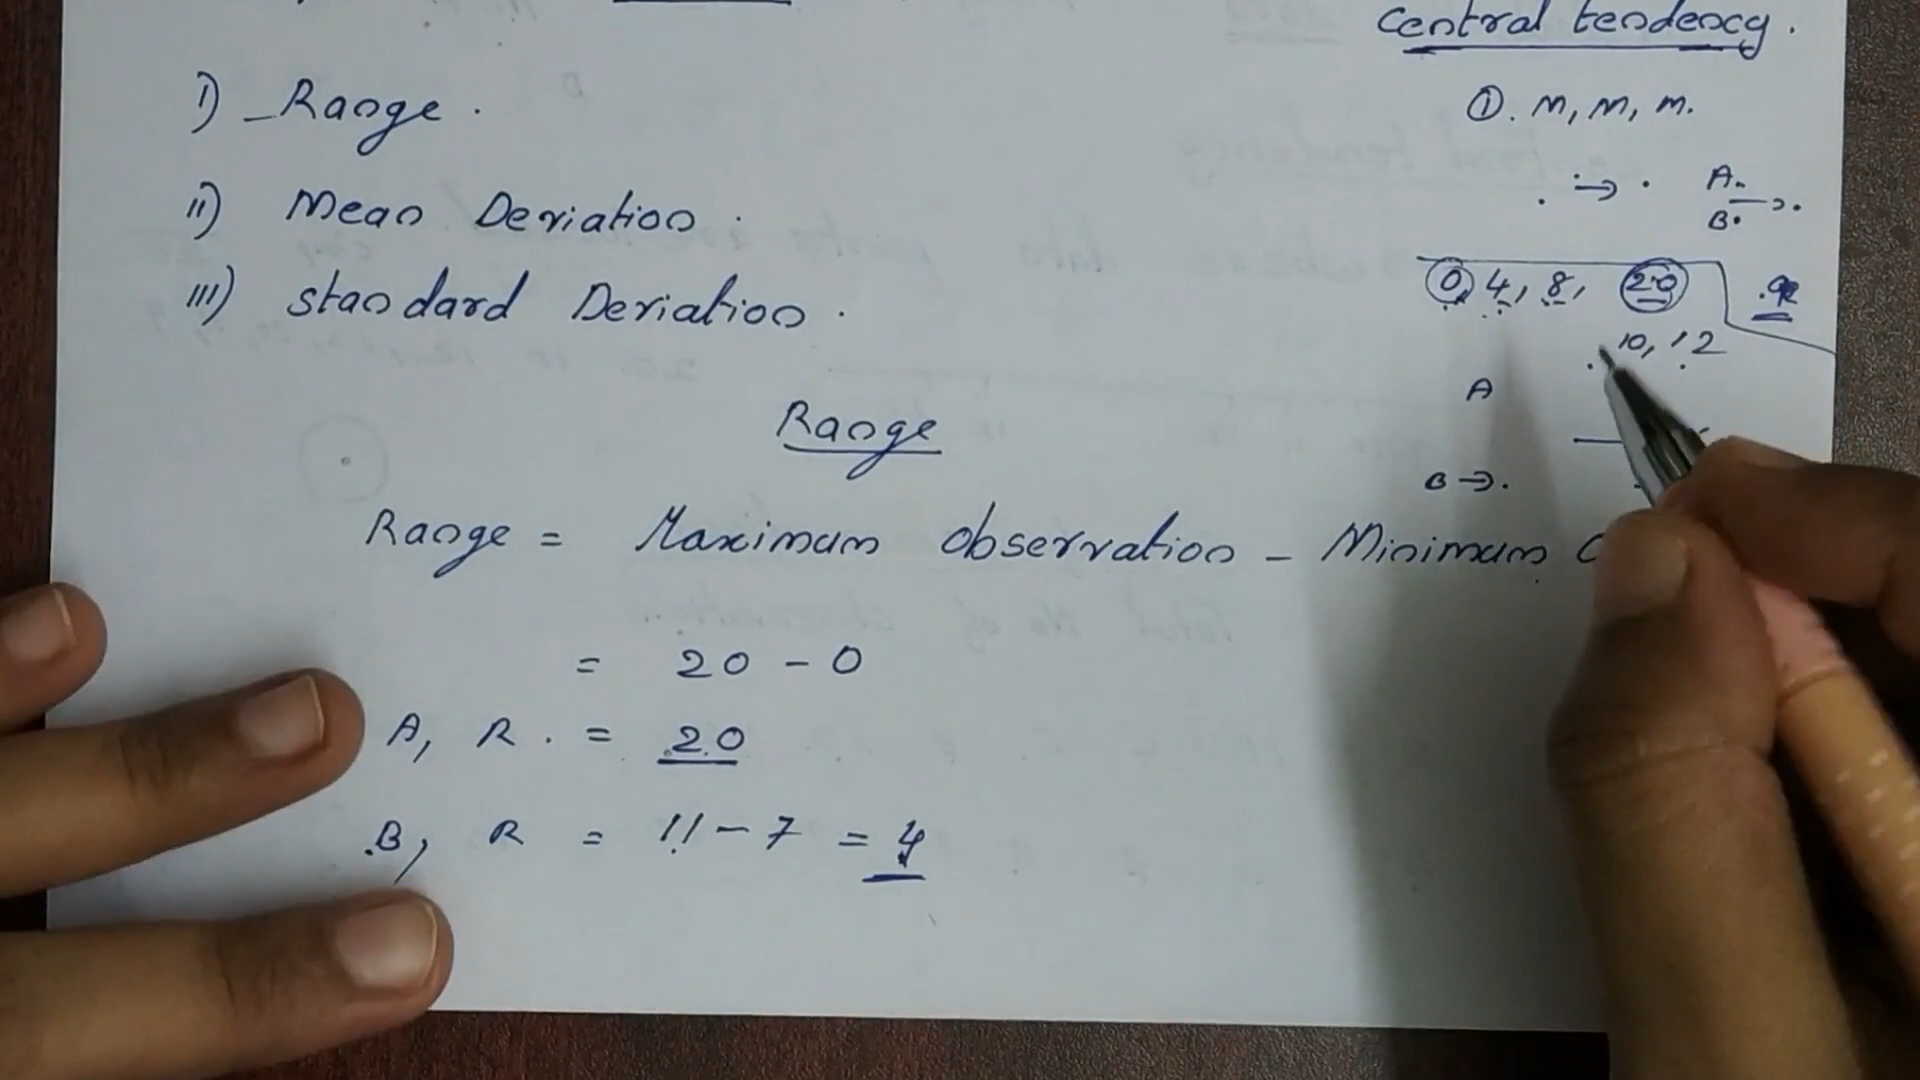 central tendency.
I) Range.
①. M, M, M.
A.
B.
II) Mean Deviation.
III) standard Deviation.
0, 4, 8, 20
10, 12
A
Range
B →.
Range = Maximum observation - Minimum
= 20 - 0
A, R. = 20
B, R = 11 - 7 = 4